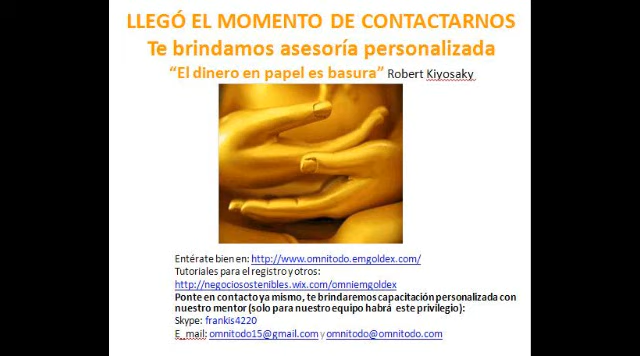 LLEGÓ EL MOMENTO DE CONTACTARNOS
Te brindamos asesoría personalizada
“El dinero en papel es basura” Robert Kiyosaky
Entérate bien en: http://www.omnitodo.emgoldex.com/
Tutoriales para el registro y otros:
http://negociosostenibles.wix.com/omniemgoldex
Ponte en contacto ya mismo, te brindaremos capacitación personalizada con
nuestro mentor (solo para nuestro equipo habrá este privilegio):
Skype: frankis4220
E_mail: omnitodo15@gmail.com y omnitodo@omnitodo.com